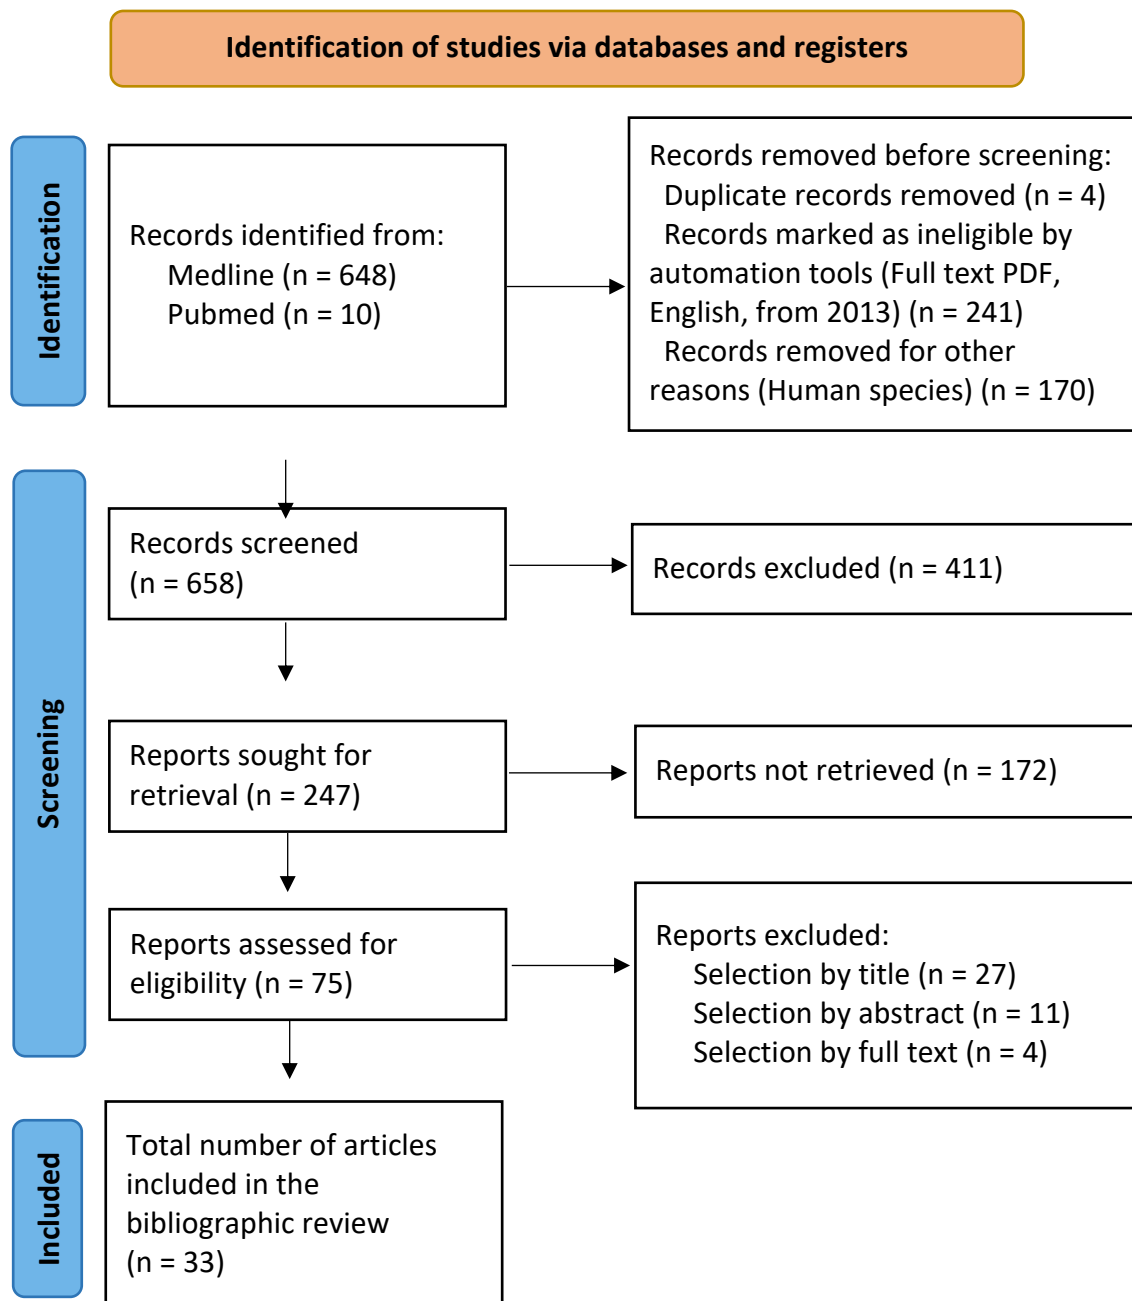 Identification of studies via databases and registers
Identification
Records identified from:
Medline (n = 648)
Pubmed (n = 10)
Records removed before screening:
Duplicate records removed (n = 4)
Records marked as ineligible by
automation tools (Full text PDF,
English, from 2013) (n = 241)
Records removed for other
reasons (Human species) (n = 170)
Screening
Records screened
(n = 658)
Records excluded (n = 411)
Reports sought for
retrieval (n = 247)
Reports not retrieved (n = 172)
Reports assessed for
eligibility (n = 75)
Reports excluded:
Selection by title (n = 27)
Selection by abstract (n = 11)
Selection by full text (n = 4)
Included
Total number of articles
included in the
bibliographic review
(n = 33)